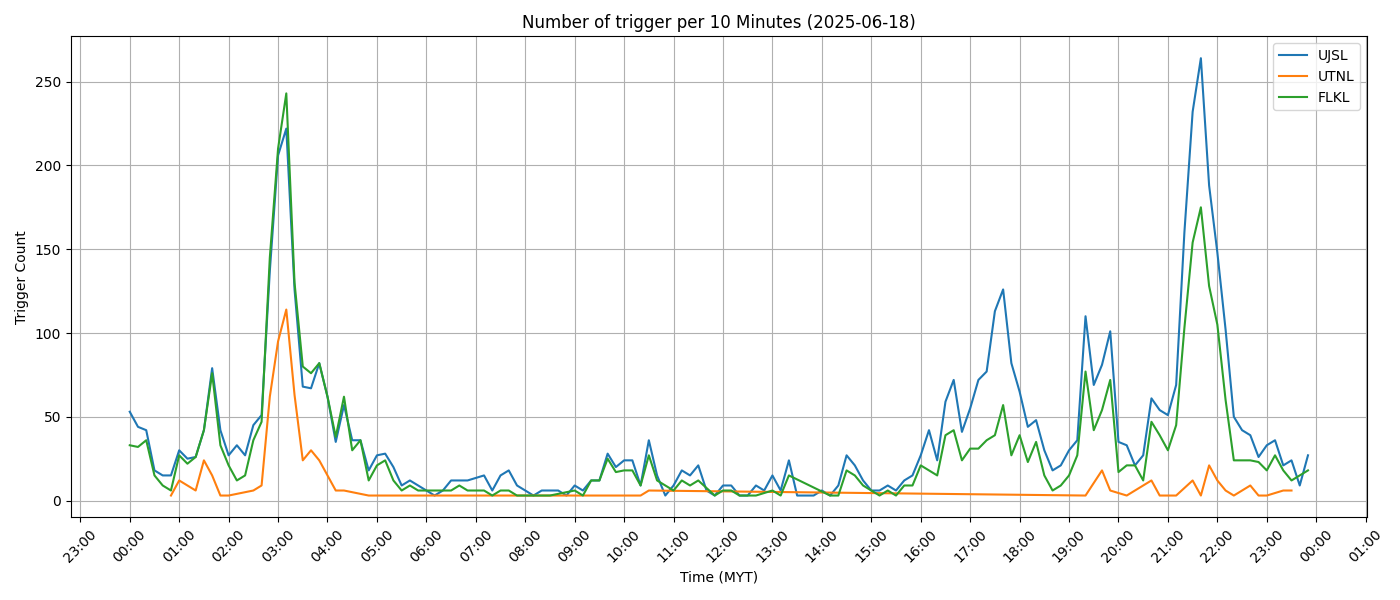 Number of trigger per 10 Minutes (2025-06-18)
UJSL
UTNL
FLKL
Trigger Count
250
200
150
100
50
0
23:00 00:00 01:00 02:00 03:00 04:00 05:00 06:00 07:00 08:00 09:00 10:00 11:00 12:00 13:00 14:00 15:00 16:00 17:00 18:00 19:00 20:00 21:00 22:00 23:00 00:00 01:00
Time (MYT)